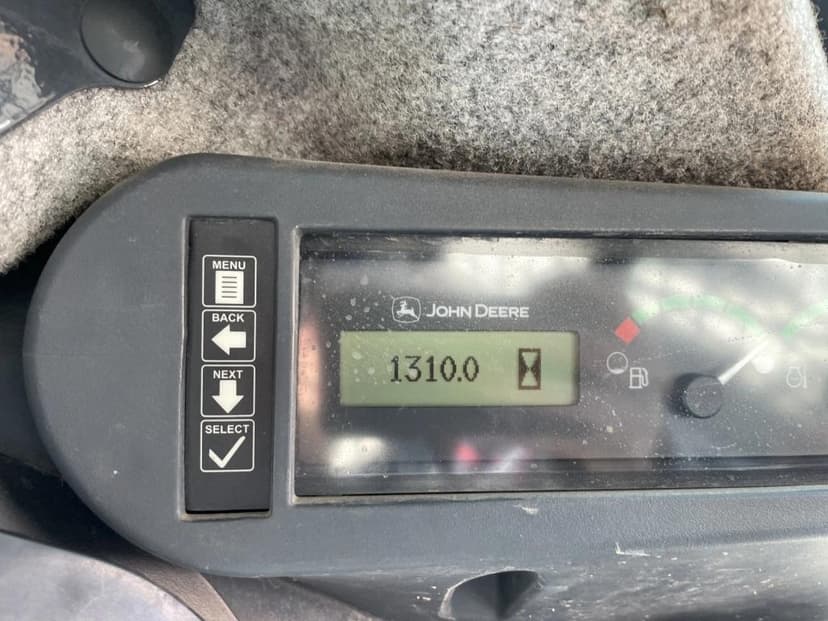 MENU
BACK
NEXT
SELECT
JOHN DEERE
1310.0